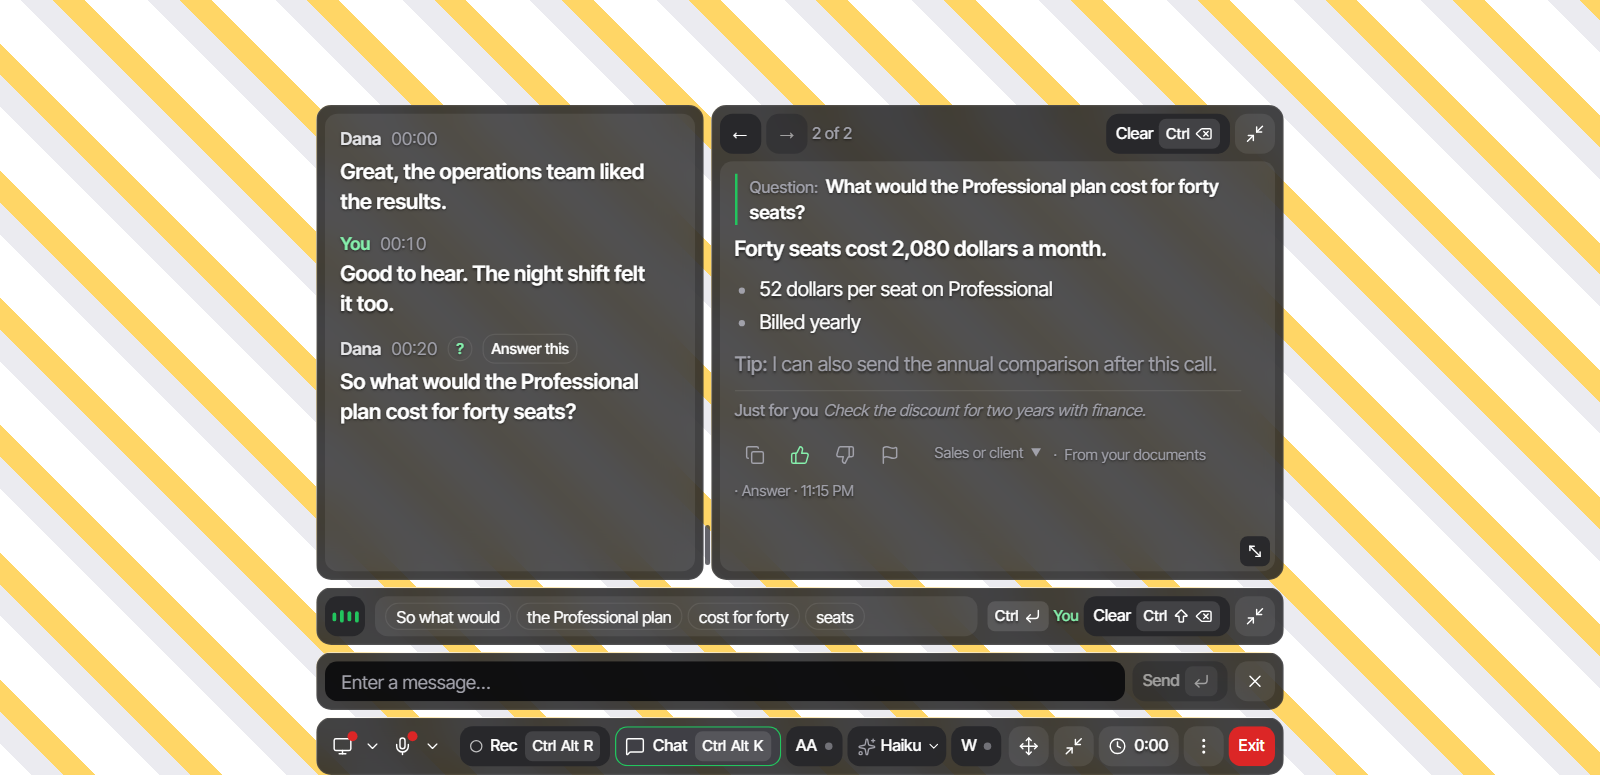 Dana 00:00
Great, the operations team liked
the results.
You 00:10
Good to hear. The night shift felt
it too.
Dana 00:20 ? Answer this
So what would the Professional
plan cost for forty seats?
← → 2 of 2 Clear Ctrl
Question: What would the Professional plan cost for forty
seats?
Forty seats cost 2,080 dollars a month.
• 52 dollars per seat on Professional
• Billed yearly
Tip: I can also send the annual comparison after this call.
Just for you Check the discount for two years with finance.
Sales or client ▼ · From your documents
· Answer · 11:15 PM
So what would the Professional plan cost for forty seats Ctrl You Clear Ctrl
Enter a message... Send
Rec Ctrl Alt R Chat Ctrl Alt K AA Haiku W 0:00 Exit